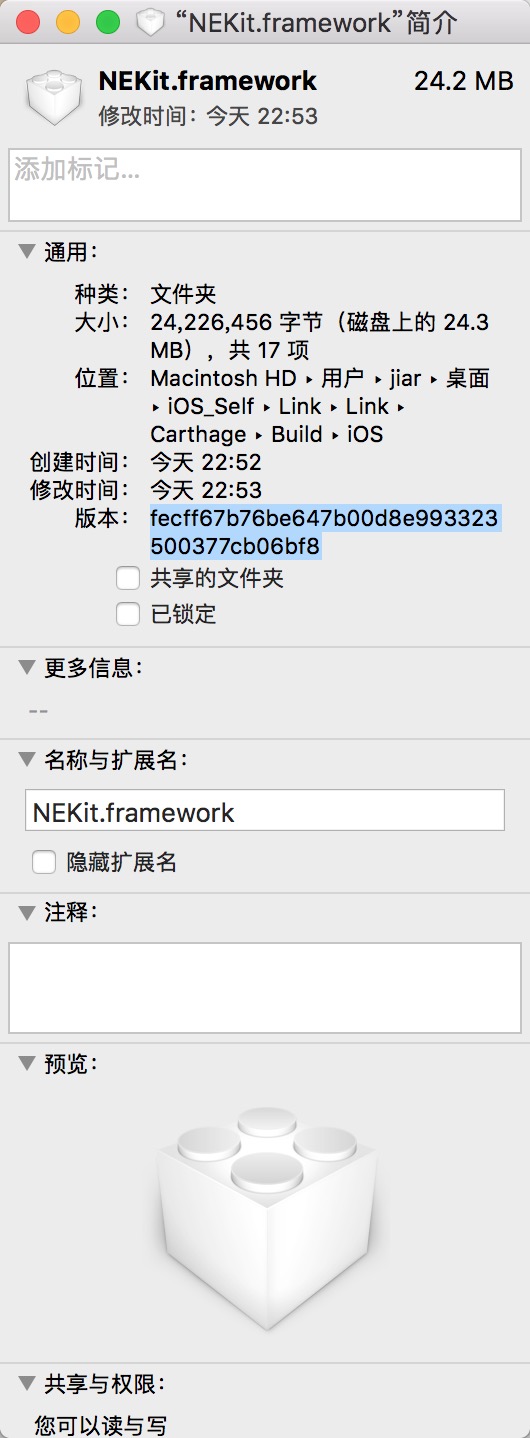 “NEKit.framework”简介
NEKit.framework 24.2 MB
修改时间：今天 22:53
添加标记...
通用：
种类： 文件夹
大小： 24,226,456 字节（磁盘上的 24.3
MB），共 17 项
位置： Macintosh HD ▸ 用户 ▸ jiar ▸ 桌面
▸ iOS_Self ▸ Link ▸ Link ▸
Carthage ▸ Build ▸ iOS
创建时间： 今天 22:52
修改时间： 今天 22:53
版本： fecff67b76be647b00d8e993323
500377cb06bf8
共享的文件夹
已锁定
更多信息：
--
名称与扩展名：
NEKit.framework
隐藏扩展名
注释：
预览：
共享与权限：
您可以读与写